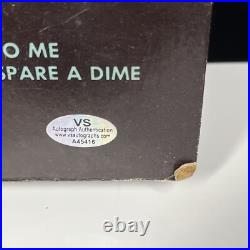 O ME
SPARE A DIME
VS
Autograph Authentication
www.vsautographs.com
A45416